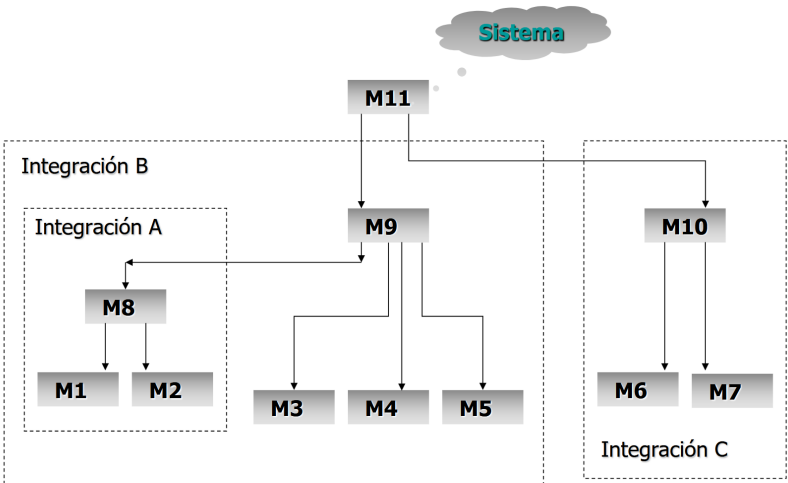 Sistema
M11
Integración B
Integración A
M9
M10
M8
M1
M2
M3
M4
M5
M6
M7
Integración C